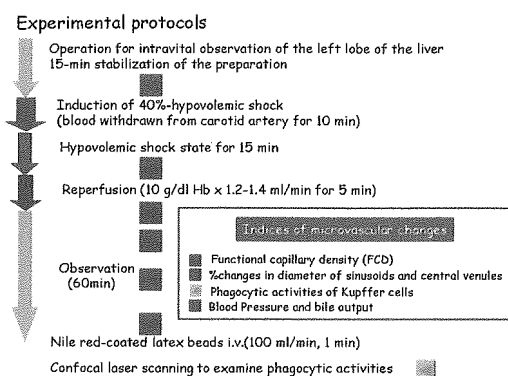 Experimental protocols
Operation for intravital observation of the left lobe of the liver
15-min stabilization of the preparation
Induction of 40%-hypovolemic shock
(blood withdrawn from carotid artery for 10 min)
Hypovolemic shock state for 15 min
Reperfusion (10 g/dl Hb x 1.2-1.4 ml/min for 5 min)
Indices of microvascular changes
Functional capillary density (FCD)
%changes in diameter of sinusoids and central venules
Phagocytic activities of Kupffer cells
Blood Pressure and bile output
Observation
(60min)
Nile red-coated latex beads i.v.(100 ml/min, 1 min)
Confocal laser scanning to examine phagocytic activities